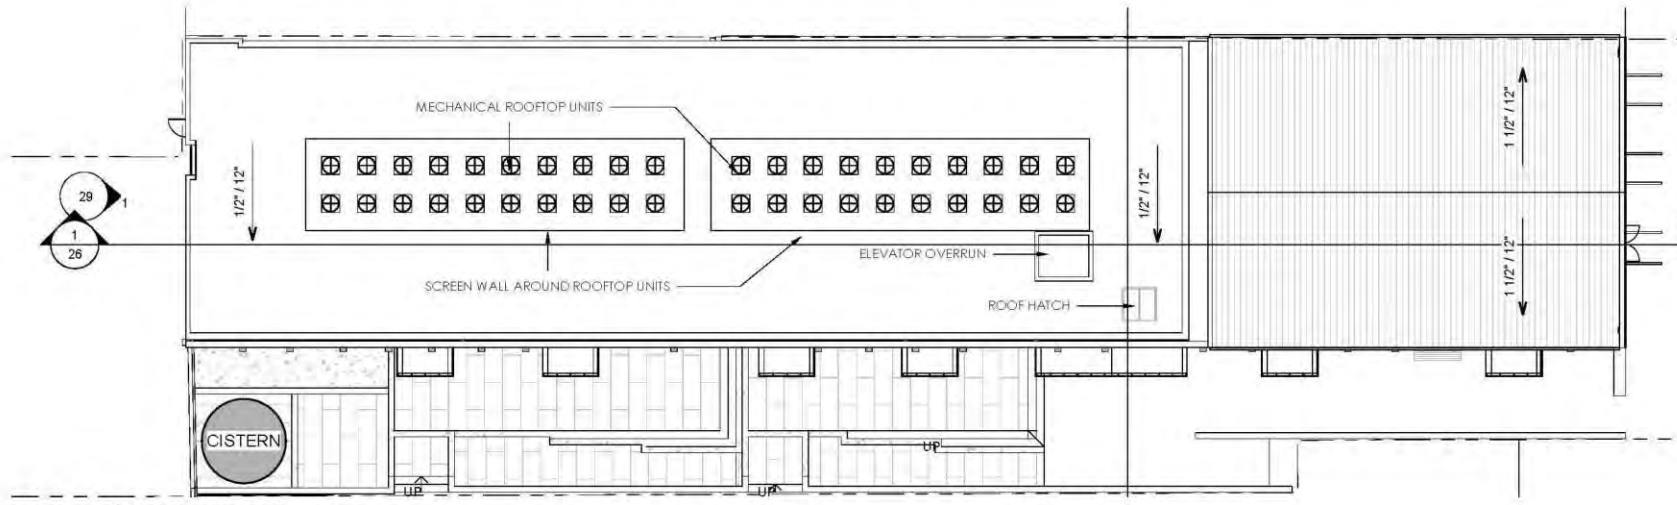 MECHANICAL ROOFTOP UNITS
1 1/2" / 12"
1/2" / 12"
1/2" / 12"
29
1
1
26
ELEVATOR OVERRUN
1 1/2" / 12"
SCREEN WALL AROUND ROOFTOP UNITS
ROOF HATCH
CISTERN
UP
UP
UP